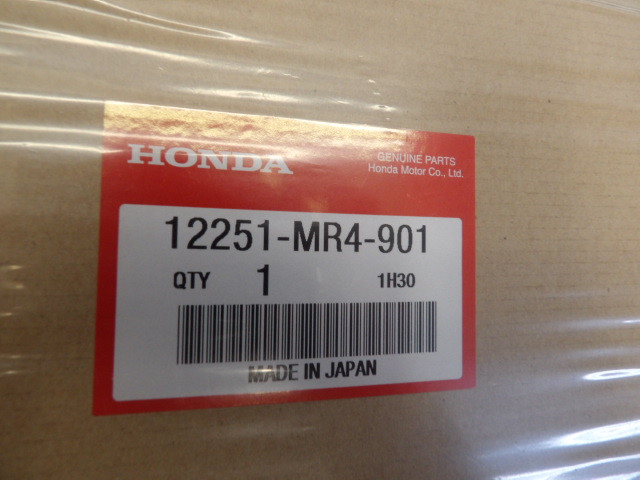 HONDA
GENUINE PARTS
Honda Motor Co., Ltd.
12251-MR4-901
QTY 1 1H30
MADE IN JAPAN